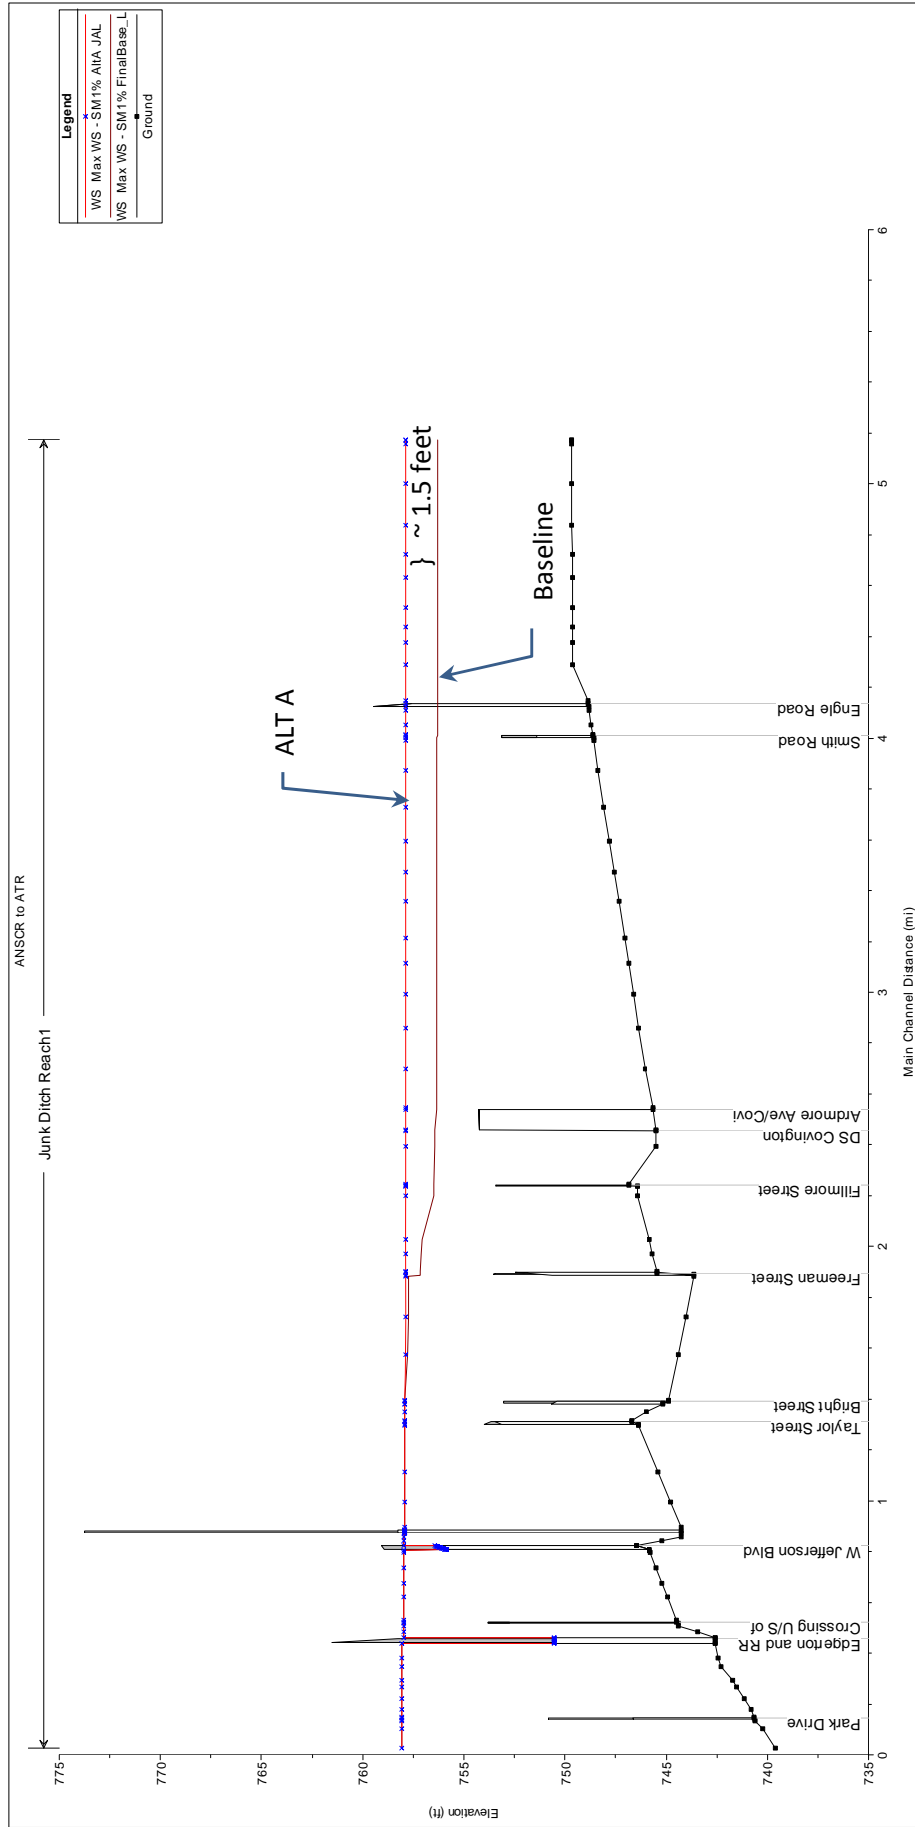 ANSCR to ATR
Junk Ditch Reach1
Legend
WS Max WS - SM1% AltA JAL
WS Max WS - SM1% FinalBase_L
Ground
ALT A
} ~ 1.5 feet
Baseline
775
770
765
760
755
750
745
740
735
Elevation (ft)
0
1
2
3
4
5
6
Main Channel Distance (mi)
Park Drive
Edgerton and RR
Crossing U/S of
W Jefferson Blvd
Taylor Street
Bright Street
Freeman Street
Fillmore Street
DS Covington
Ardmore Ave/Covi
Smith Road
Engle Road